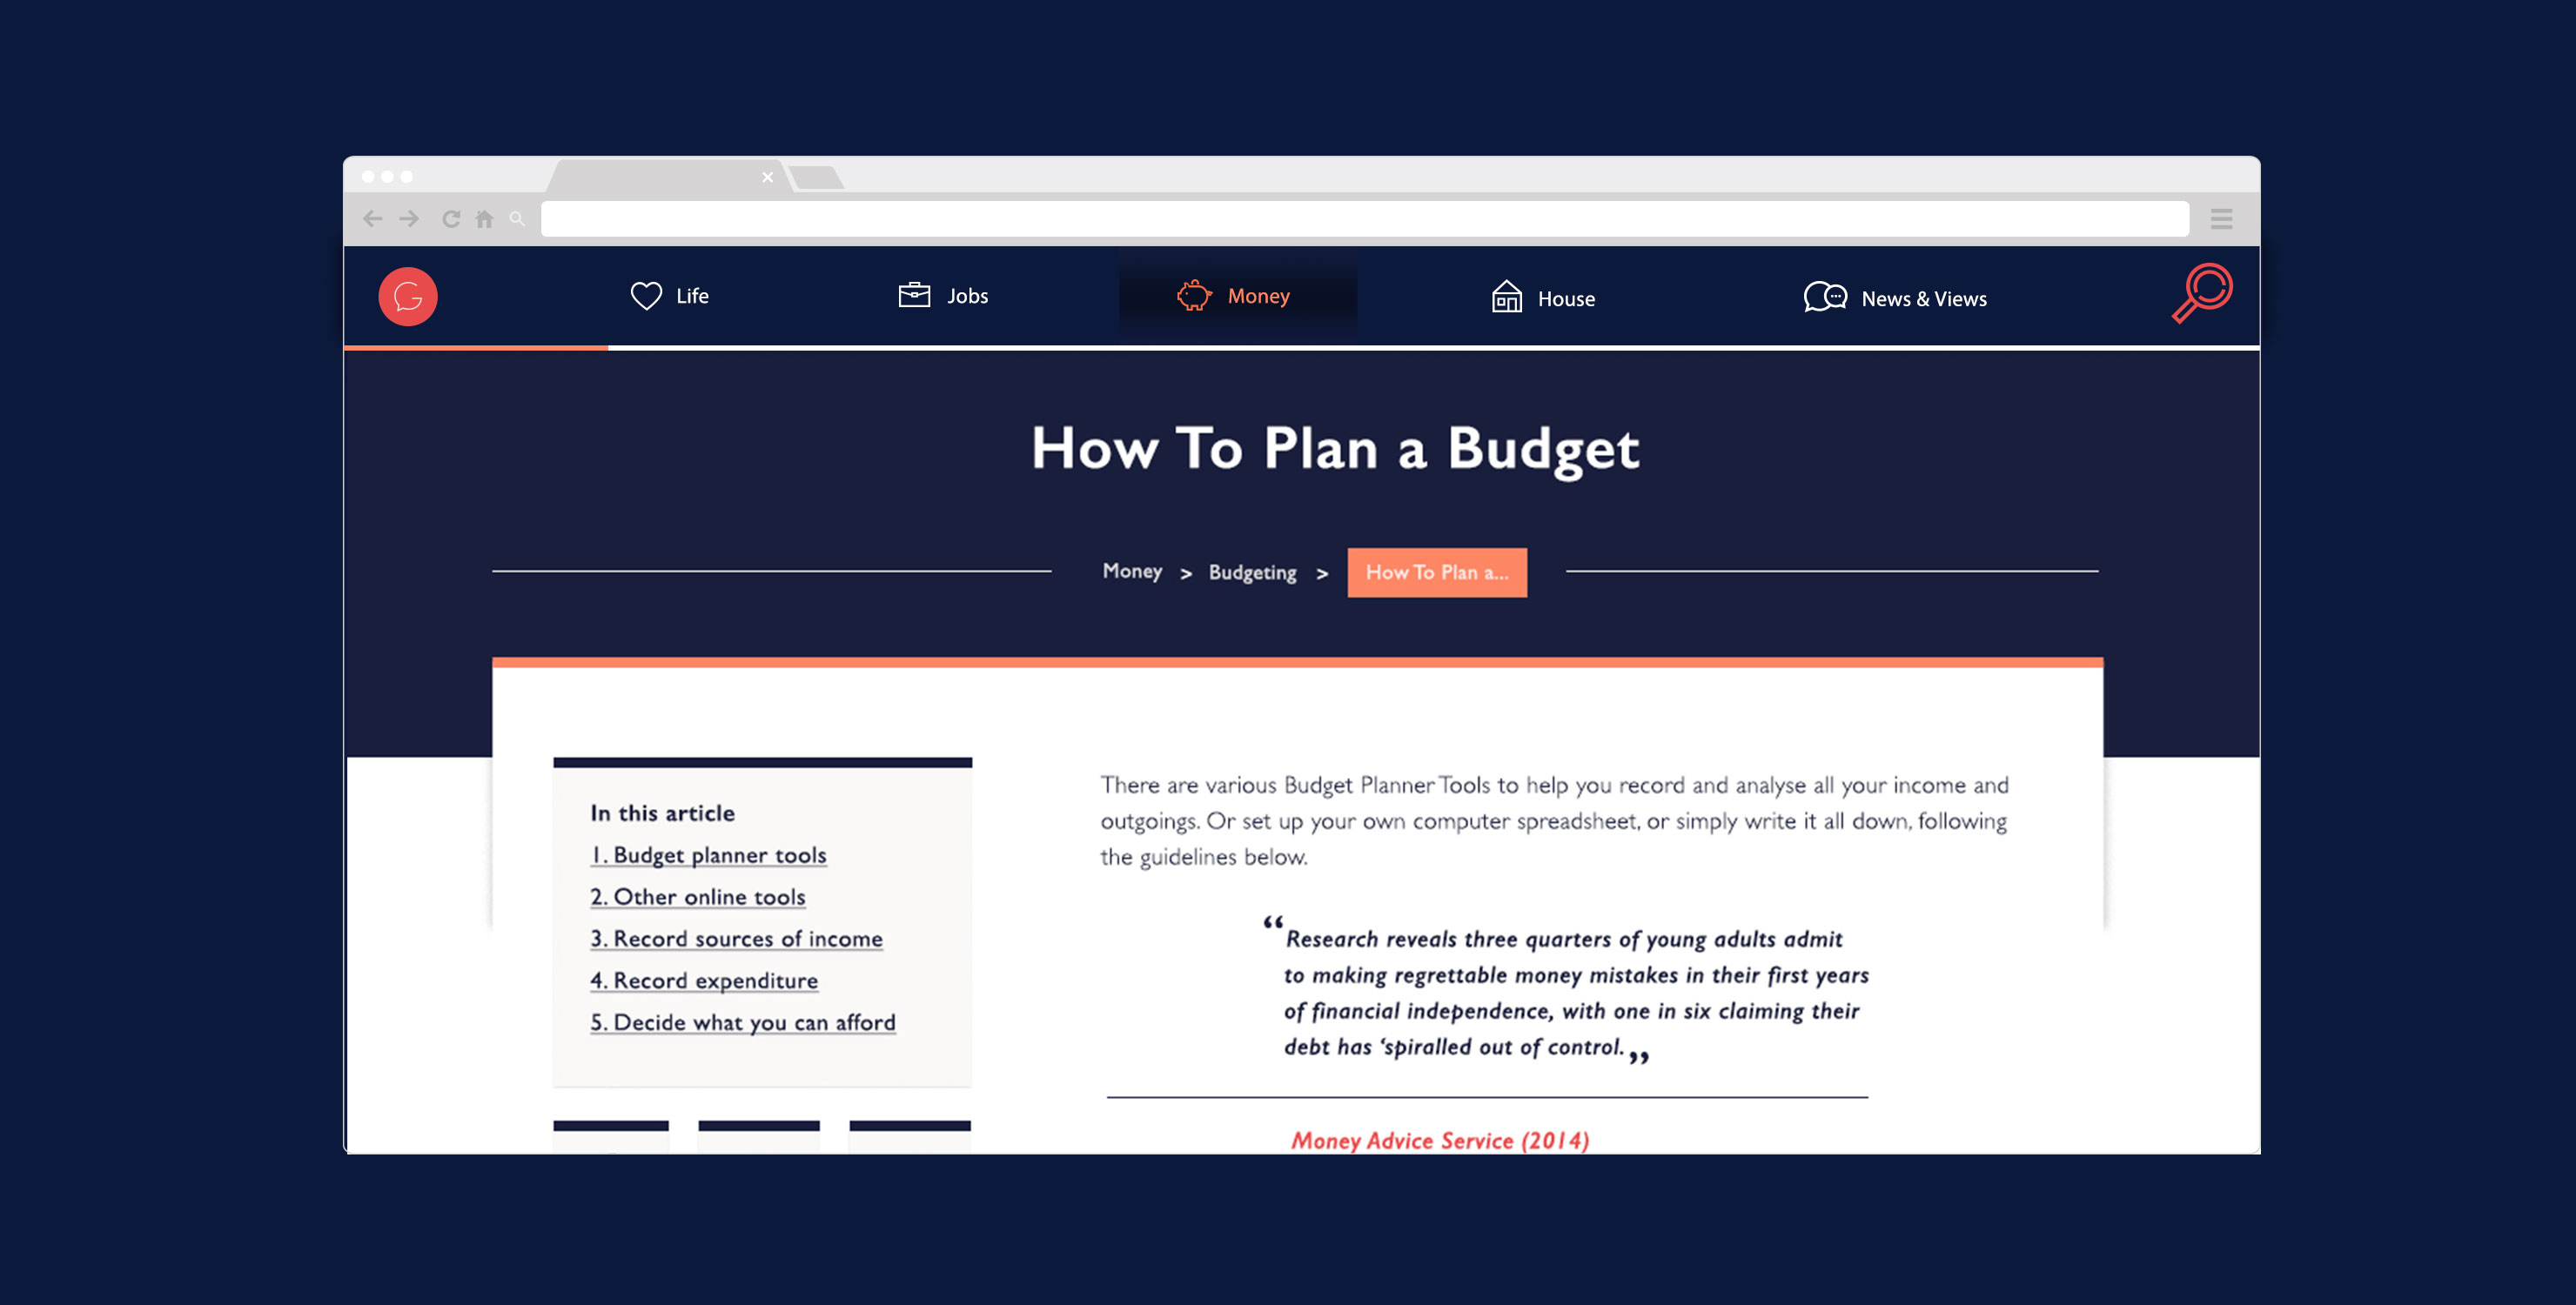 G
Life
Jobs
Money
House
News & Views
How To Plan a Budget
Money > Budgeting > How To Plan a...
In this article
1. Budget planner tools
2. Other online tools
3. Record sources of income
4. Record expenditure
5. Decide what you can afford
There are various Budget Planner Tools to help you record and analyse all your income and
outgoings. Or set up your own computer spreadsheet, or simply write it all down, following
the guidelines below.
“Research reveals three quarters of young adults admit
to making regrettable money mistakes in their first years
of financial independence, with one in six claiming their
debt has ‘spiralled out of control.”
Money Advice Service (2014)